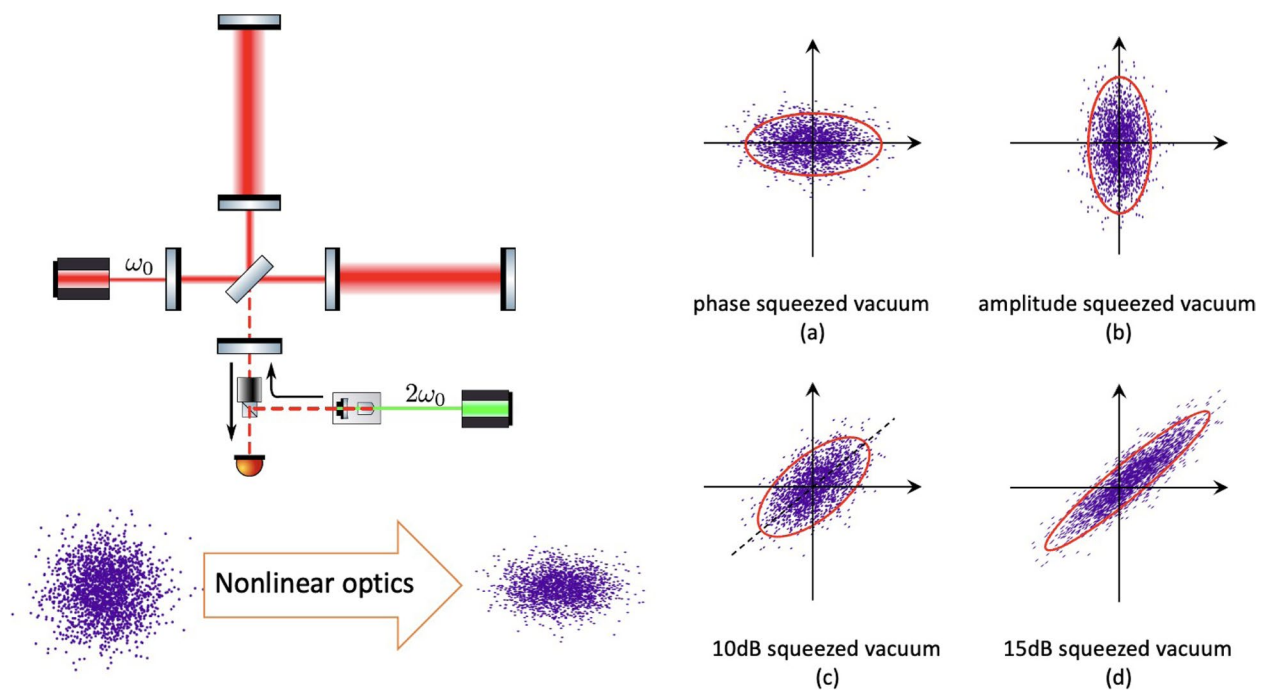 ω₀
2ω₀
Nonlinear optics
phase squeezed vacuum
(a)
amplitude squeezed vacuum
(b)
10dB squeezed vacuum
(c)
15dB squeezed vacuum
(d)